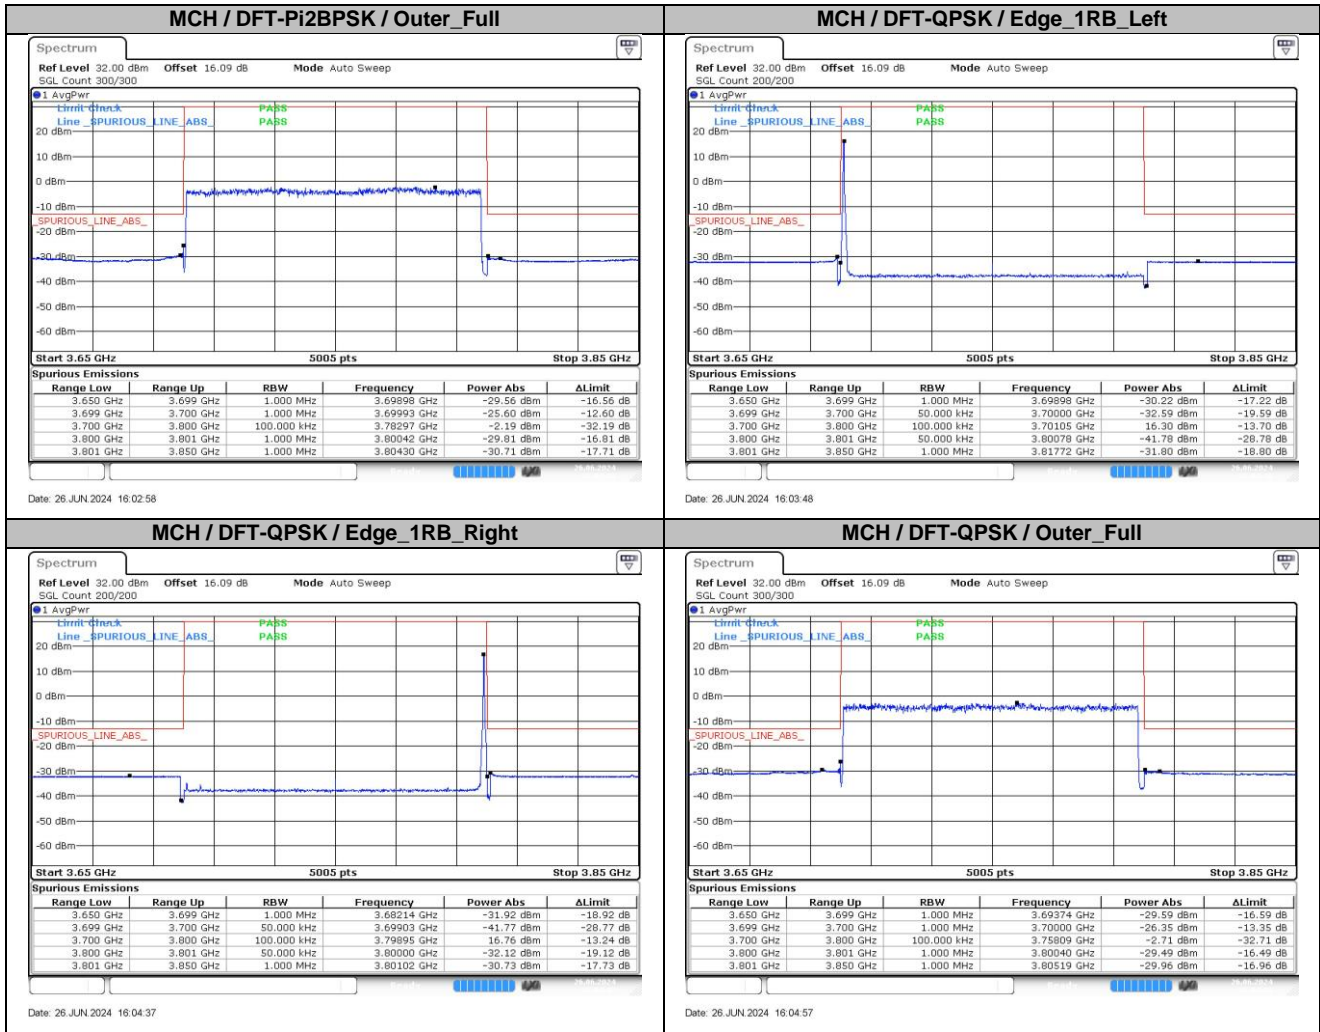 MCH / DFT-Pi2BPSK / Outer_Full
Spectrum
Ref Level 32.00 dBm Offset 16.09 dB Mode Auto Sweep
SGL Count 300/300
1 AvgPwr
Limit Check PASS
Line _SPURIOUS_LINE_ABS_ PASS
20 dBm
10 dBm
0 dBm
-10 dBm
_SPURIOUS_LINE_ABS_
-20 dBm
-30 dBm
-40 dBm
-50 dBm
-60 dBm
Start 3.65 GHz 5005 pts Stop 3.85 GHz
Spurious Emissions
Range Low Range Up RBW Frequency Power Abs ΔLimit
3.650 GHz 3.699 GHz 1.000 MHz 3.69898 GHz -29.56 dBm -16.56 dB
3.699 GHz 3.700 GHz 1.000 MHz 3.69993 GHz -25.60 dBm -12.60 dB
3.700 GHz 3.800 GHz 100.000 kHz 3.78297 GHz -2.19 dBm -32.19 dB
3.800 GHz 3.801 GHz 1.000 MHz 3.80042 GHz -29.81 dBm -16.81 dB
3.801 GHz 3.850 GHz 1.000 MHz 3.80430 GHz -30.71 dBm -17.71 dB
Date: 26.JUN.2024 16:02:58
MCH / DFT-QPSK / Edge_1RB_Left
Spectrum
Ref Level 32.00 dBm Offset 16.09 dB Mode Auto Sweep
SGL Count 200/200
1 AvgPwr
Limit Check PASS
Line _SPURIOUS_LINE_ABS_ PASS
20 dBm
10 dBm
0 dBm
-10 dBm
_SPURIOUS_LINE_ABS_
-20 dBm
-30 dBm
-40 dBm
-50 dBm
-60 dBm
Start 3.65 GHz 5005 pts Stop 3.85 GHz
Spurious Emissions
Range Low Range Up RBW Frequency Power Abs ΔLimit
3.650 GHz 3.699 GHz 1.000 MHz 3.69898 GHz -30.22 dBm -17.22 dB
3.699 GHz 3.700 GHz 50.000 kHz 3.70000 GHz -32.59 dBm -19.59 dB
3.700 GHz 3.800 GHz 100.000 kHz 3.70105 GHz 16.30 dBm -13.70 dB
3.800 GHz 3.801 GHz 50.000 kHz 3.80078 GHz -41.78 dBm -28.78 dB
3.801 GHz 3.850 GHz 1.000 MHz 3.81772 GHz -31.80 dBm -18.80 dB
Date: 26.JUN.2024 16:03:48
MCH / DFT-QPSK / Edge_1RB_Right
Spectrum
Ref Level 32.00 dBm Offset 16.09 dB Mode Auto Sweep
SGL Count 200/200
1 AvgPwr
Limit Check PASS
Line _SPURIOUS_LINE_ABS_ PASS
20 dBm
10 dBm
0 dBm
-10 dBm
_SPURIOUS_LINE_ABS_
-20 dBm
-30 dBm
-40 dBm
-50 dBm
-60 dBm
Start 3.65 GHz 5005 pts Stop 3.85 GHz
Spurious Emissions
Range Low Range Up RBW Frequency Power Abs ΔLimit
3.650 GHz 3.699 GHz 1.000 MHz 3.68214 GHz -31.92 dBm -18.92 dB
3.699 GHz 3.700 GHz 50.000 kHz 3.69903 GHz -41.77 dBm -28.77 dB
3.700 GHz 3.800 GHz 100.000 kHz 3.79895 GHz 16.76 dBm -13.24 dB
3.800 GHz 3.801 GHz 50.000 kHz 3.80000 GHz -32.12 dBm -19.12 dB
3.801 GHz 3.850 GHz 1.000 MHz 3.80102 GHz -30.73 dBm -17.73 dB
Date: 26.JUN.2024 16:04:37
MCH / DFT-QPSK / Outer_Full
Spectrum
Ref Level 32.00 dBm Offset 16.09 dB Mode Auto Sweep
SGL Count 300/300
1 AvgPwr
Limit Check PASS
Line _SPURIOUS_LINE_ABS_ PASS
20 dBm
10 dBm
0 dBm
-10 dBm
_SPURIOUS_LINE_ABS_
-20 dBm
-30 dBm
-40 dBm
-50 dBm
-60 dBm
Start 3.65 GHz 5005 pts Stop 3.85 GHz
Spurious Emissions
Range Low Range Up RBW Frequency Power Abs ΔLimit
3.650 GHz 3.699 GHz 1.000 MHz 3.69374 GHz -29.59 dBm -16.59 dB
3.699 GHz 3.700 GHz 1.000 MHz 3.70000 GHz -26.35 dBm -13.35 dB
3.700 GHz 3.800 GHz 100.000 kHz 3.75809 GHz -2.71 dBm -32.71 dB
3.800 GHz 3.801 GHz 1.000 MHz 3.80040 GHz -29.49 dBm -16.49 dB
3.801 GHz 3.850 GHz 1.000 MHz 3.80519 GHz -29.96 dBm -16.96 dB
Date: 26.JUN.2024 16:04:57